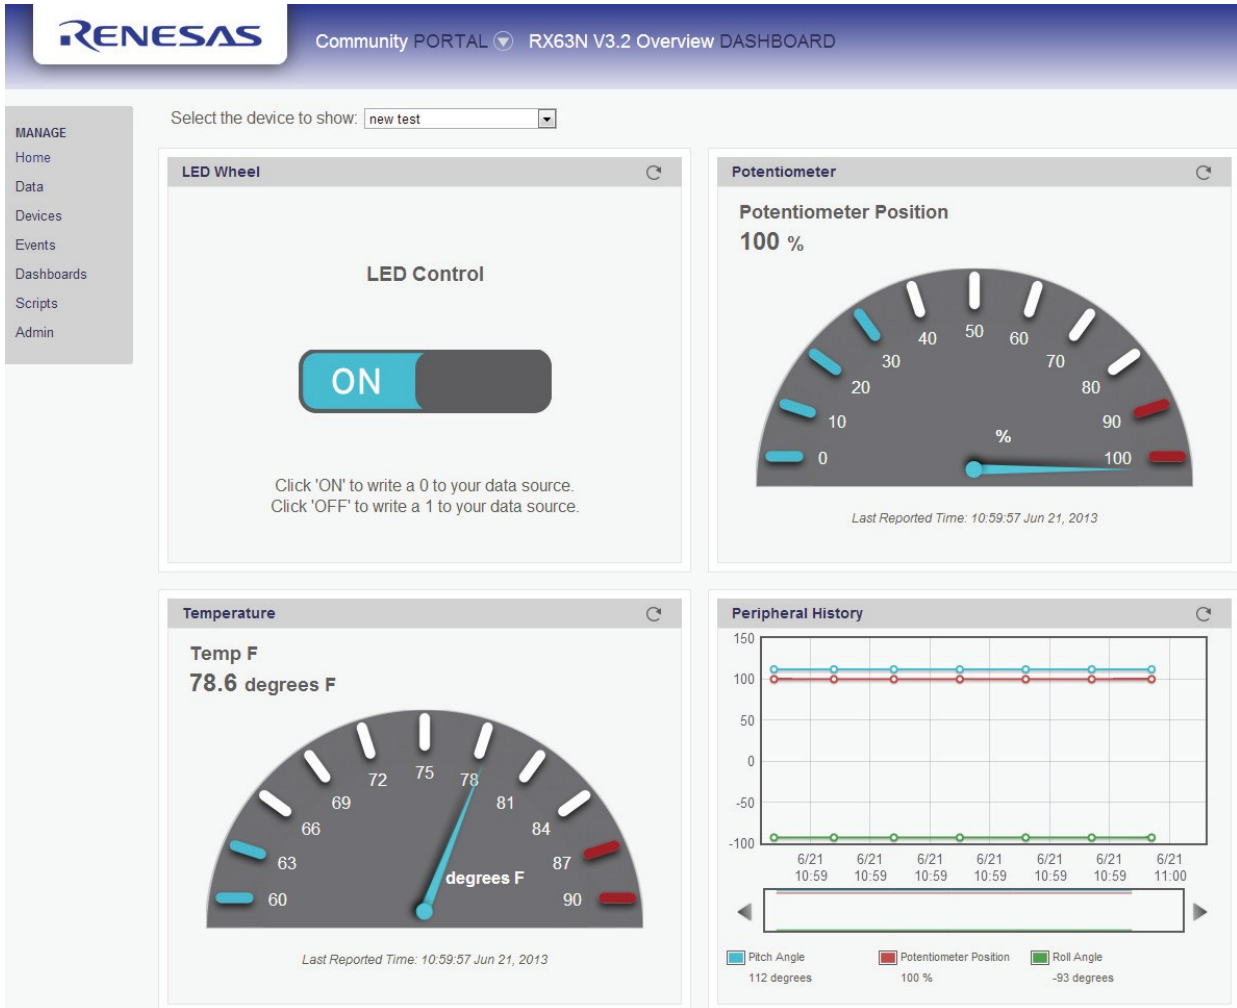 RENESAS
Community PORTAL RX63N V3.2 Overview DASHBOARD
MANAGE
Home
Data
Devices
Events
Dashboards
Scripts
Admin
Select the device to show: new test
LED Wheel
LED Control
ON
Click 'ON' to write a 0 to your data source.
Click 'OFF' to write a 1 to your data source.
Potentiometer
Potentiometer Position
100 %
0
10
20
30
40
50
60
70
80
90
100
%
Last Reported Time: 10:59:57 Jun 21, 2013
Temperature
Temp F
78.6 degrees F
60
63
66
69
72
75
78
81
84
87
90
degrees F
Last Reported Time: 10:59:57 Jun 21, 2013
Peripheral History
150
100
50
0
-50
-100
6/21 6/21 6/21 6/21 6/21 6/21 6/21
10:59 10:59 10:59 10:59 10:59 10:59 11:00
Pitch Angle Potentiometer Position Roll Angle
112 degrees 100 % -93 degrees